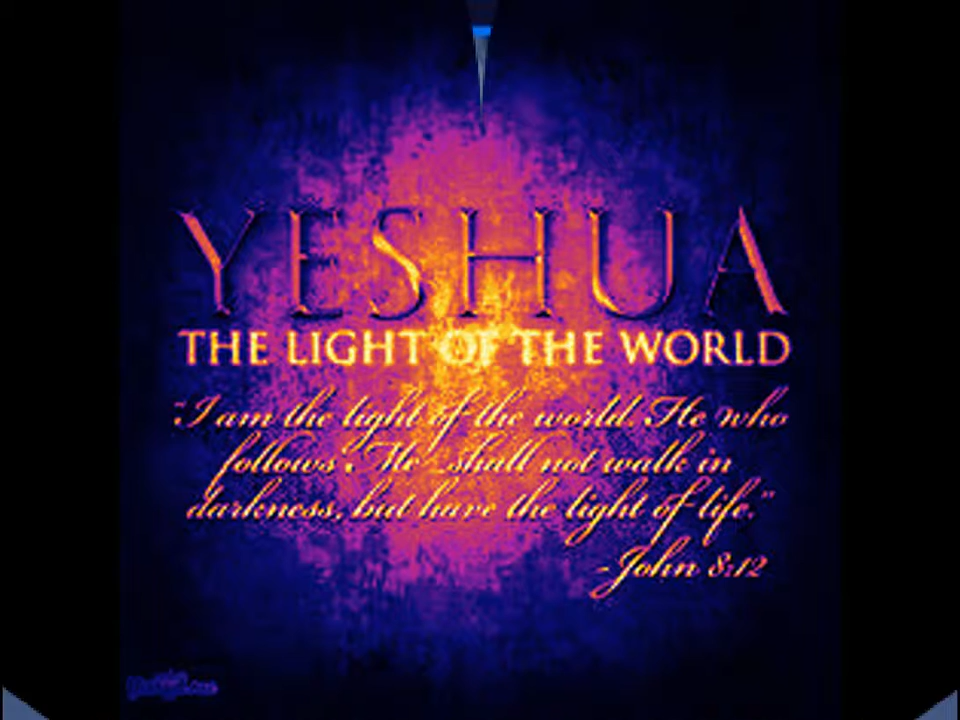 YESHUA
THE LIGHT OF THE WORLD
"I am the light of the world. He who
follows Me shall not walk in
darkness, but have the light of life."
-John 8:12